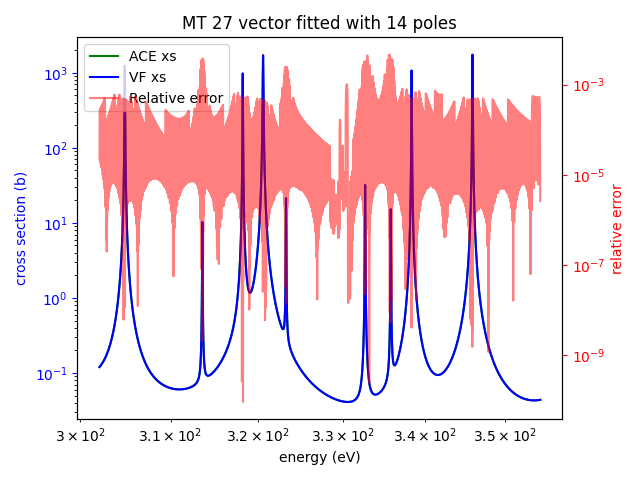 MT 27 vector fitted with 14 poles
ACE xs
VF xs
Relative error
10³
10²
10¹
10⁰
10⁻¹
cross section (b)
10⁻³
10⁻⁵
10⁻⁷
10⁻⁹
relative error
3 × 10² 3.1 × 10² 3.2 × 10² 3.3 × 10² 3.4 × 10² 3.5 × 10²
energy (eV)